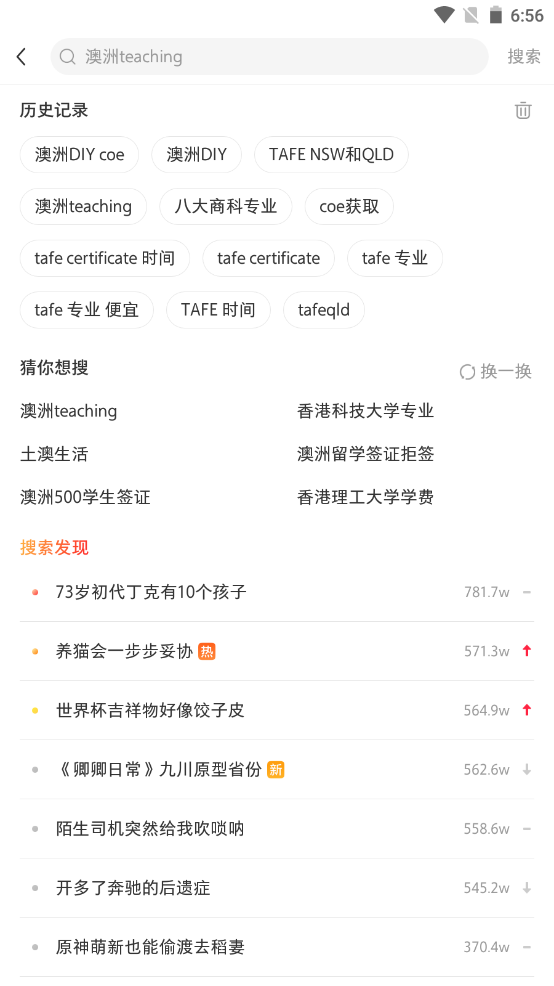 6:56
澳洲teaching 搜索
历史记录
澳洲DIY coe 澳洲DIY TAFE NSW和QLD
澳洲teaching 八大商科专业 coe获取
tafe certificate 时间 tafe certificate tafe 专业
tafe 专业 便宜 TAFE 时间 tafeqld
猜你想搜 换一换
澳洲teaching 香港科技大学专业
土澳生活 澳洲留学签证拒签
澳洲500学生签证 香港理工大学学费
搜索发现
73岁初代丁克有10个孩子 781.7w
养猫会一步步妥协 热 571.3w
世界杯吉祥物好像饺子皮 564.9w
《卿卿日常》九川原型省份 新 562.6w
陌生司机突然给我吹唢呐 558.6w
开多了奔驰的后遗症 545.2w
原神萌新也能偷渡去稻妻 370.4w